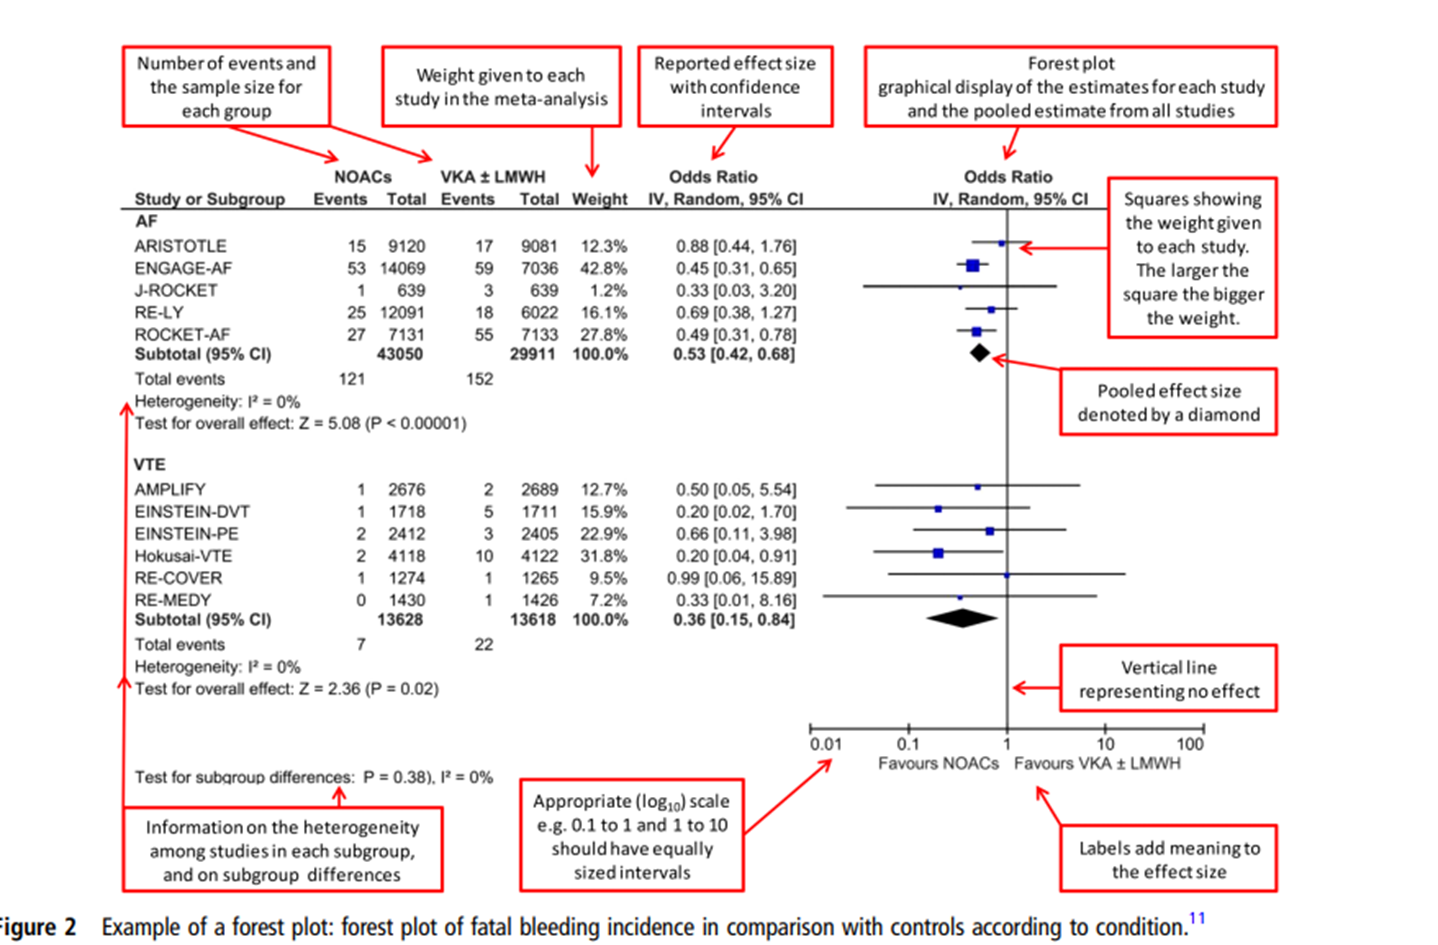 Number of events and
the sample size for
each group
Weight given to each
study in the meta-analysis
Reported effect size
with confidence
intervals
Forest plot
graphical display of the estimates for each study
and the pooled estimate from all studies
NOACs VKA ± LMWH Odds Ratio Odds Ratio
Study or Subgroup Events Total Events Total Weight IV, Random, 95% CI IV, Random, 95% CI
Squares showing
the weight given
to each study.
The larger the
square the bigger
the weight.
AF
ARISTOTLE 15 9120 17 9081 12.3% 0.88 [0.44, 1.76]
ENGAGE-AF 53 14069 59 7036 42.8% 0.45 [0.31, 0.65]
J-ROCKET 1 639 3 639 1.2% 0.33 [0.03, 3.20]
RE-LY 25 12091 18 6022 16.1% 0.69 [0.38, 1.27]
ROCKET-AF 27 7131 55 7133 27.8% 0.49 [0.31, 0.78]
Subtotal (95% CI) 43050 29911 100.0% 0.53 [0.42, 0.68]
Total events 121 152
Heterogeneity: I² = 0%
Test for overall effect: Z = 5.08 (P < 0.00001)
Pooled effect size
denoted by a diamond
VTE
AMPLIFY 1 2676 2 2689 12.7% 0.50 [0.05, 5.54]
EINSTEIN-DVT 1 1718 5 1711 15.9% 0.20 [0.02, 1.70]
EINSTEIN-PE 2 2412 3 2405 22.9% 0.66 [0.11, 3.98]
Hokusai-VTE 2 4118 10 4122 31.8% 0.20 [0.04, 0.91]
RE-COVER 1 1274 1 1265 9.5% 0.99 [0.06, 15.89]
RE-MEDY 0 1430 1 1426 7.2% 0.33 [0.01, 8.16]
Subtotal (95% CI) 13628 13618 100.0% 0.36 [0.15, 0.84]
Total events 7 22
Heterogeneity: I² = 0%
Test for overall effect: Z = 2.36 (P = 0.02)
Vertical line
representing no effect
0.01 0.1 1 10 100
Favours NOACs Favours VKA ± LMWH
Test for subgroup differences: P = 0.38), I² = 0%
Information on the heterogeneity
among studies in each subgroup,
and on subgroup differences
Appropriate (log₁₀) scale
e.g. 0.1 to 1 and 1 to 10
should have equally
sized intervals
Labels add meaning to
the effect size
Figure 2 Example of a forest plot: forest plot of fatal bleeding incidence in comparison with controls according to condition.¹¹